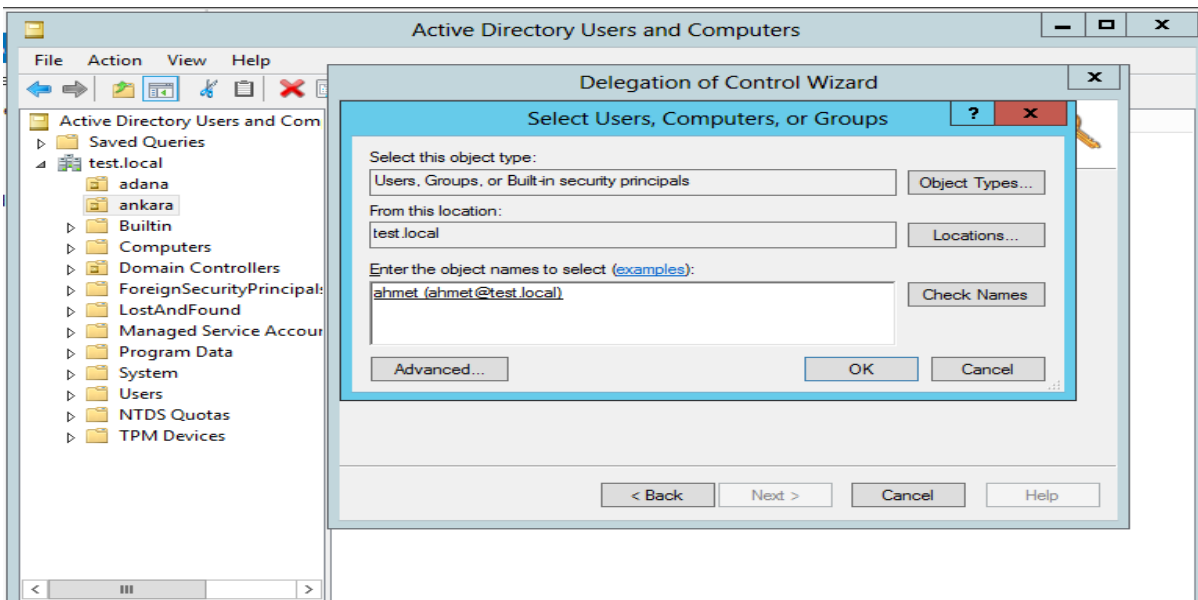 Active Directory Users and Computers
File Action View Help
Active Directory Users and Com
Saved Queries
test.local
adana
ankara
Builtin
Computers
Domain Controllers
ForeignSecurityPrincipals
LostAndFound
Managed Service Accour
Program Data
System
Users
NTDS Quotas
TPM Devices
Delegation of Control Wizard
Select Users, Computers, or Groups
Select this object type:
Users, Groups, or Built-in security principals
Object Types...
From this location:
test.local
Locations...
Enter the object names to select (examples):
ahmet (ahmet@test.local)
Check Names
Advanced...
OK
Cancel
< Back
Next >
Cancel
Help